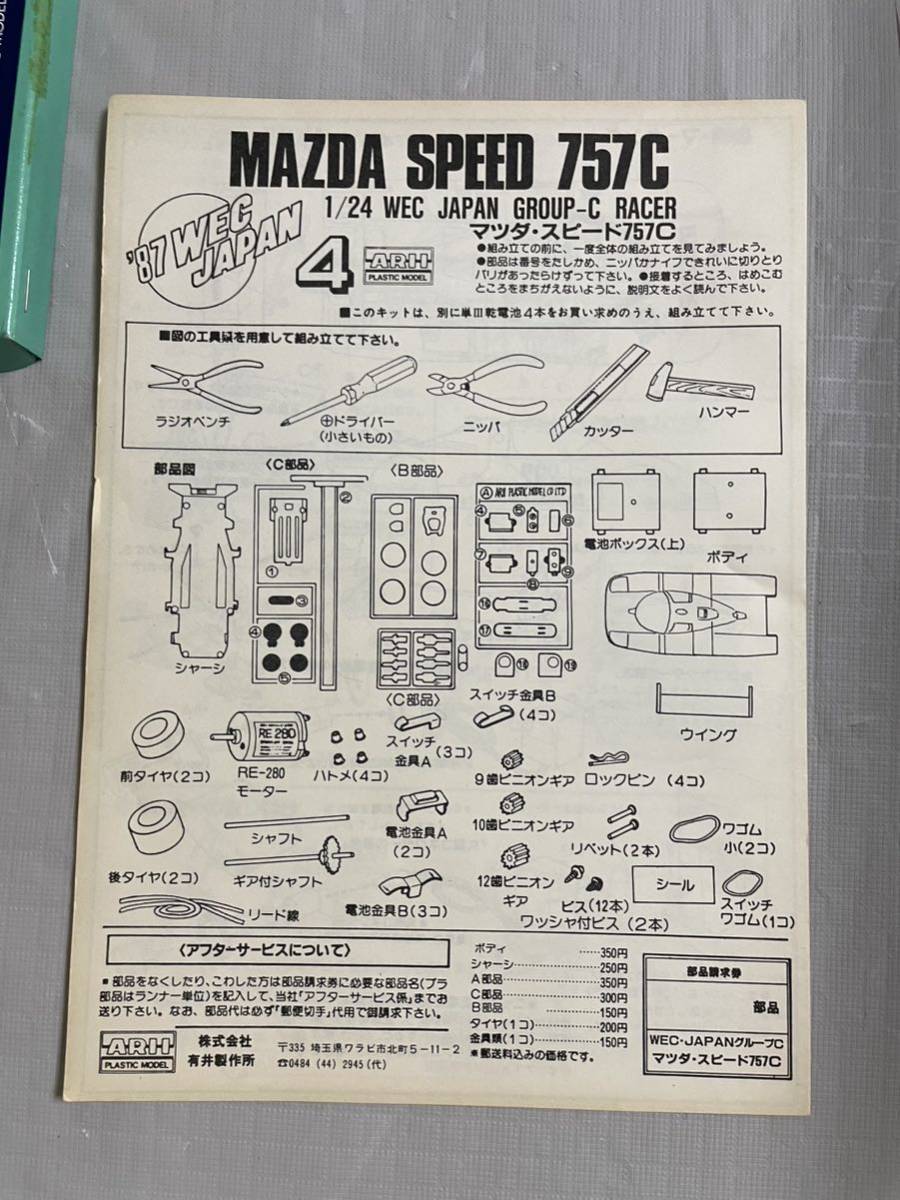 MODEL
MAZDA SPEED 757C
1/24 WEC JAPAN GROUP-C RACER
マツダ・スピード757C
'87 WEC JAPAN
4
ARII
PLASTIC MODEL
●組み立ての前に、一度全体の組み立てを見てみましょう。
●部品は番号をたしかめ、ニッパかナイフできれいに切りとり
バリがあったらけずって下さい。●接着するところ、はめこむ
ところをまちがえないように、説明文をよく読んで下さい。
■このキットは、別に単Ⅲ乾電池4本をお買い求めのうえ、組み立てて下さい。
■図の工具類を用意して組み立てて下さい。
ラジオペンチ
⊕ドライバー
(小さいもの)
ニッパ
カッター
ハンマー
部品図
〈C部品〉
〈B部品〉
Ⓐ ARII PLASTIC MODEL CO LTD
① ② ③ ④ ⑤
④ ⑤ ⑥
⑦ ⑧ ⑨
⑯
⑰
⑱ ⑲
電池ボックス(上)
ボディ
シャーシ
〈C部品〉
スイッチ金具B
(4コ)
ウイング
前タイヤ(2コ)
RE 280
RE-280
モーター
ハトメ(4コ)
スイッチ
金具A
(3コ)
9歯ピニオンギア
ロックピン (4コ)
シャフト
電池金具A
(2コ)
10歯ピニオンギア
リベット(2本)
ワゴム
小(2コ)
後タイヤ(2コ)
ギア付シャフト
12歯ピニオン
ギア
ビス(12本)
シール
スイッチ
ワゴム(1コ)
リード線
電池金具B(3コ)
ワッシャ付ビス(2本)
〈アフターサービスについて〉
■部品をなくしたり、こわした方は部品請求券に必要な部品名(プラ
部品はランナー単位)を記入して、当社「アフターサービス係」までお
送り下さい。なお、部品代は必ず「郵便切手」代用で御請求下さい。
ARII
PLASTIC MODEL
株式会社
有井製作所
〒335 埼玉県ワラビ市北町5-11-2
☎0484 (44) 2945(代)
ボディ……350円
シャーシ……250円
A部品……350円
C部品……300円
B部品……150円
タイヤ(1コ)……200円
金具類(1コ)……150円
※郵送料込みの価格です。
部品請求券
部品
WEC・JAPANグループC
マツダ・スピード757C